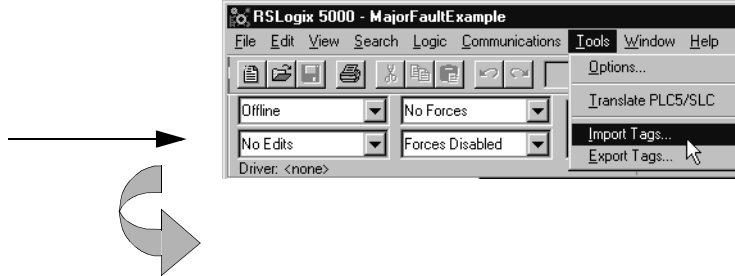 RSLogix 5000 - MajorFaultExample
File Edit View Search Logic Communications Tools Window Help
Options...
Translate PLC5/SLC
Import Tags...
Export Tags...
Offline
No Forces
No Edits
Forces Disabled
Driver: <none>